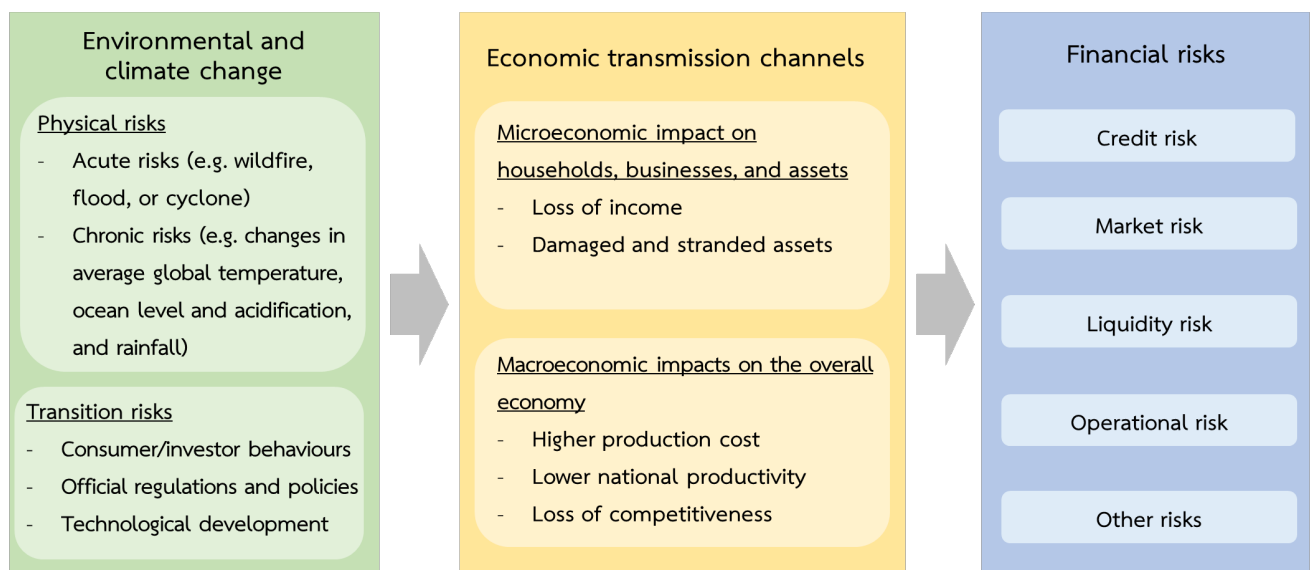 Environmental and
climate change
Physical risks
- Acute risks (e.g. wildfire,
flood, or cyclone)
- Chronic risks (e.g. changes in
average global temperature,
ocean level and acidification,
and rainfall)
Transition risks
- Consumer/investor behaviours
- Official regulations and policies
- Technological development
Economic transmission channels
Microeconomic impact on
households, businesses, and assets
- Loss of income
- Damaged and stranded assets
Macroeconomic impacts on the overall
economy
- Higher production cost
- Lower national productivity
- Loss of competitiveness
Financial risks
Credit risk
Market risk
Liquidity risk
Operational risk
Other risks